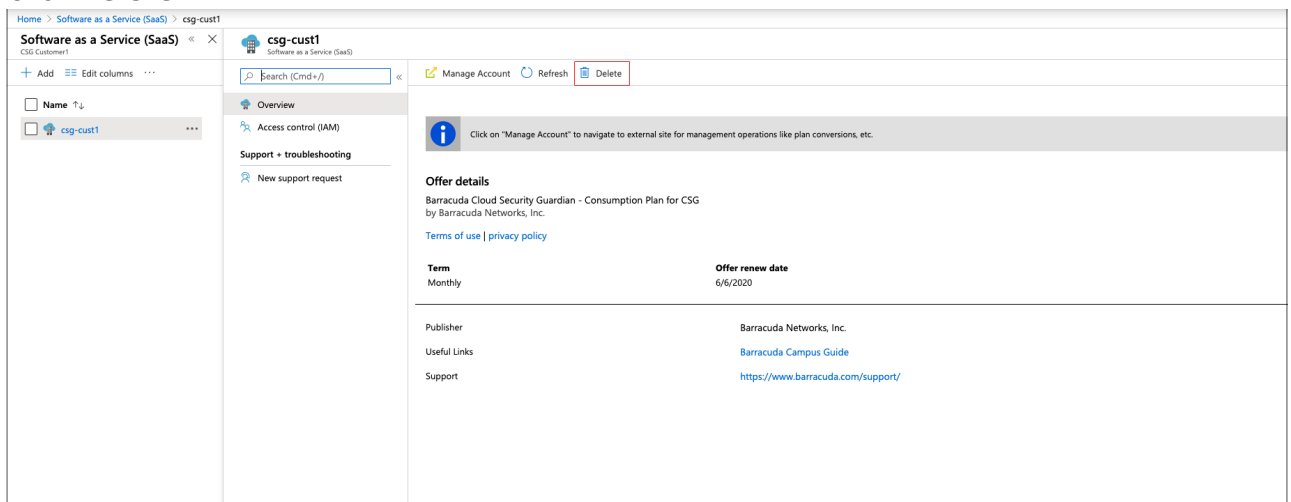 Home > Software as a Service (SaaS) > csg-cust1
Software as a Service (SaaS) « ×
CSG Customer1
+ Add Edit columns ···
Name ↑↓
csg-cust1 ···
csg-cust1
Software as a Service (SaaS)
Search (Cmd+/) «
Overview
Access control (IAM)
Support + troubleshooting
New support request
Manage Account Refresh Delete
Click on "Manage Account" to navigate to external site for management operations like plan conversions, etc.
Offer details
Barracuda Cloud Security Guardian - Consumption Plan for CSG
by Barracuda Networks, Inc.
Terms of use | privacy policy
Term Offer renew date
Monthly 6/6/2020
Publisher Barracuda Networks, Inc.
Useful Links Barracuda Campus Guide
Support https://www.barracuda.com/support/